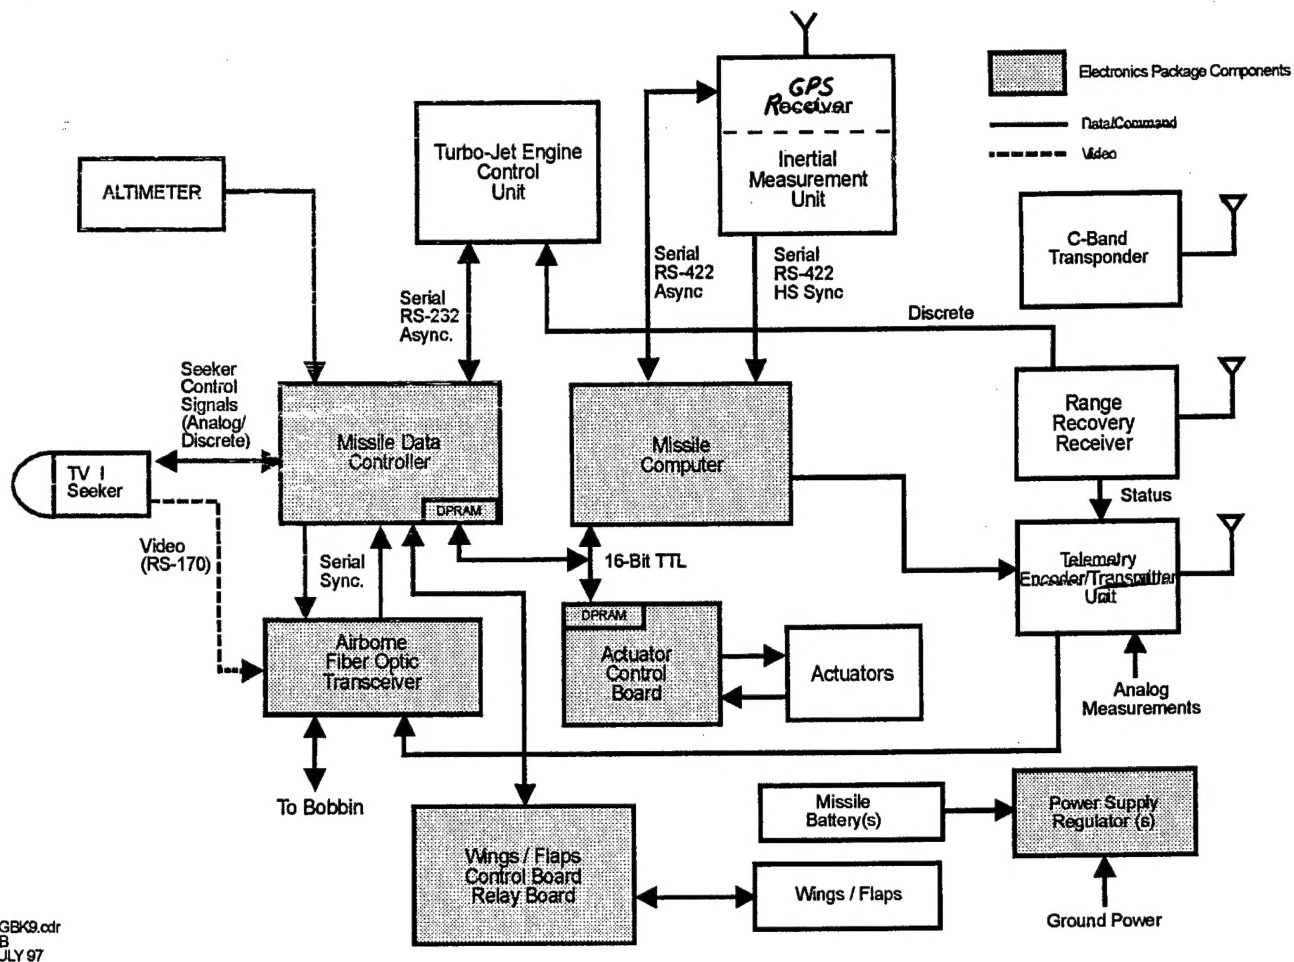 GPS
Receiver
Inertial
Measurement
Unit
Electronics Package Components
Data/Command
Video
Turbo-Jet Engine
Control
Unit
ALTIMETER
C-Band
Transponder
Serial
RS-422
Async
Serial
RS-422
HS Sync
Serial
RS-232
Async.
Discrete
Seeker
Control
Signals
(Analog/
Discrete)
Missile Data
Controller
DPRAM
Missile
Computer
Range
Recovery
Receiver
TV I
Seeker
Status
Video
(RS-170)
Serial
Sync.
16-Bit TTL
Telemetry
Encoder/Transmitter
Unit
DPRAM
Actuator
Control
Board
Actuators
Airborne
Fiber Optic
Transceiver
Analog
Measurements
To Bobbin
Missile
Battery(s)
Power Supply
Regulator (s)
Wings / Flaps
Control Board
Relay Board
Wings / Flaps
Ground Power
GBK9.cdr
B
ULY 97